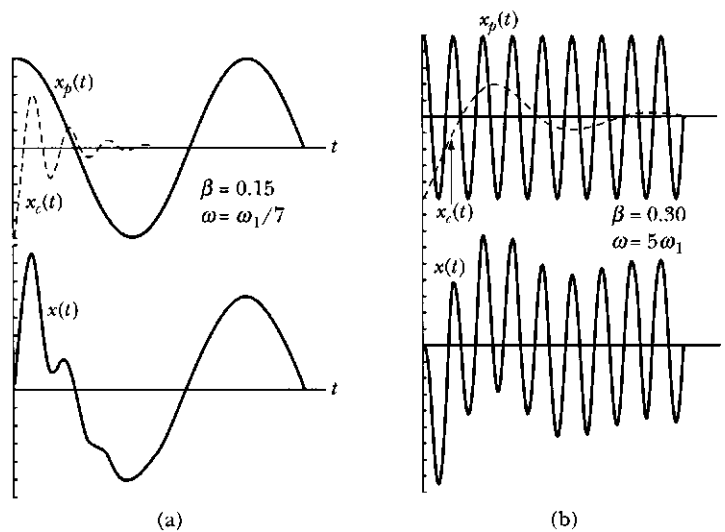 x_p(t)
t
x_c(t)
β = 0.15
ω = ω_1/7
x(t)
t
(a)
x_p(t)
t
x_c(t)
β = 0.30
ω = 5ω_1
x(t)
t
(b)